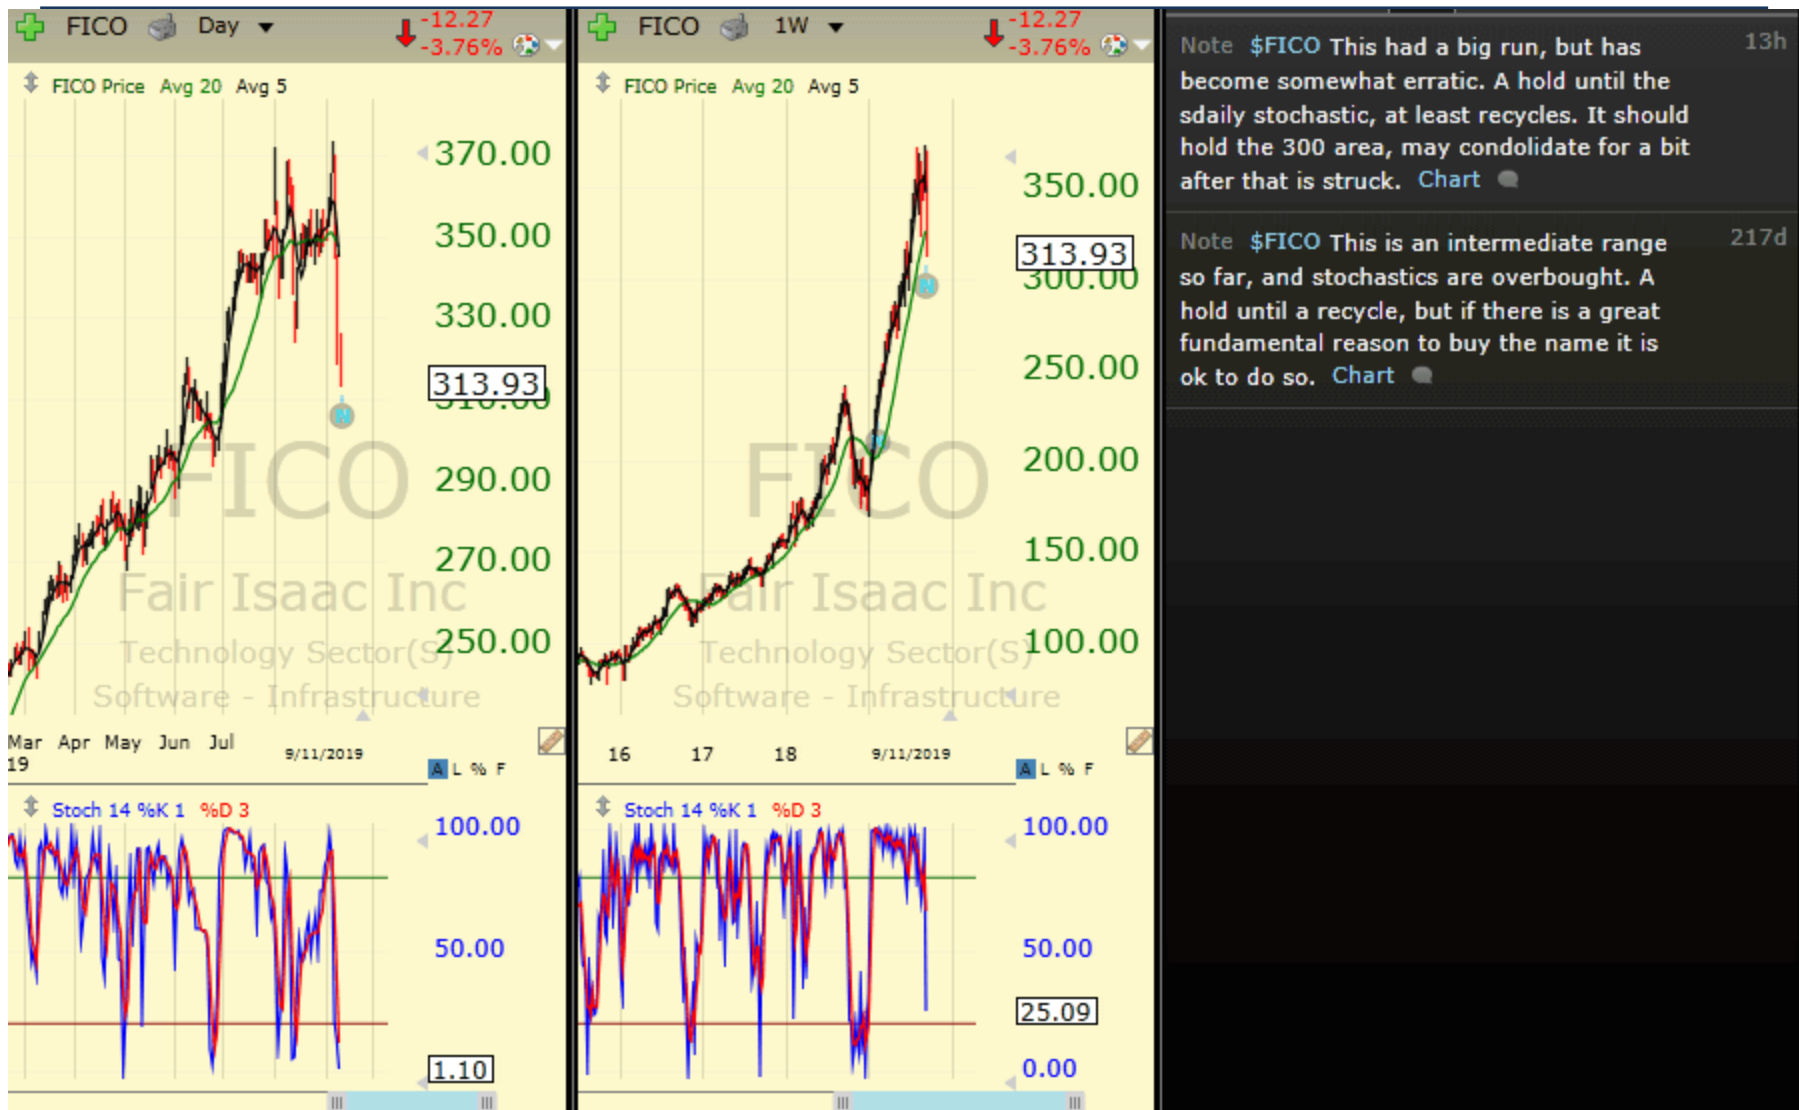 FICO Day
-12.27
-3.76%
FICO Price Avg 20 Avg 5
370.00
350.00
330.00
313.93
310.00
290.00
270.00
250.00
FICO
Fair Isaac Inc
Technology Sector(S)
Software - Infrastructure
Mar Apr May Jun Jul
19
9/11/2019
A L % F
Stoch 14 %K 1 %D 3
100.00
50.00
1.10
FICO 1W
-12.27
-3.76%
FICO Price Avg 20 Avg 5
350.00
313.93
300.00
250.00
200.00
150.00
100.00
FICO
Fair Isaac Inc
Technology Sector(S)
Software - Infrastructure
16 17 18 9/11/2019
A L % F
Stoch 14 %K 1 %D 3
100.00
50.00
25.09
0.00
Note $FICO This had a big run, but has 13h
become somewhat erratic. A hold until the
sdaily stochastic, at least recycles. It should
hold the 300 area, may condolidate for a bit
after that is struck. Chart
Note $FICO This is an intermediate range 217d
so far, and stochastics are overbought. A
hold until a recycle, but if there is a great
fundamental reason to buy the name it is
ok to do so. Chart